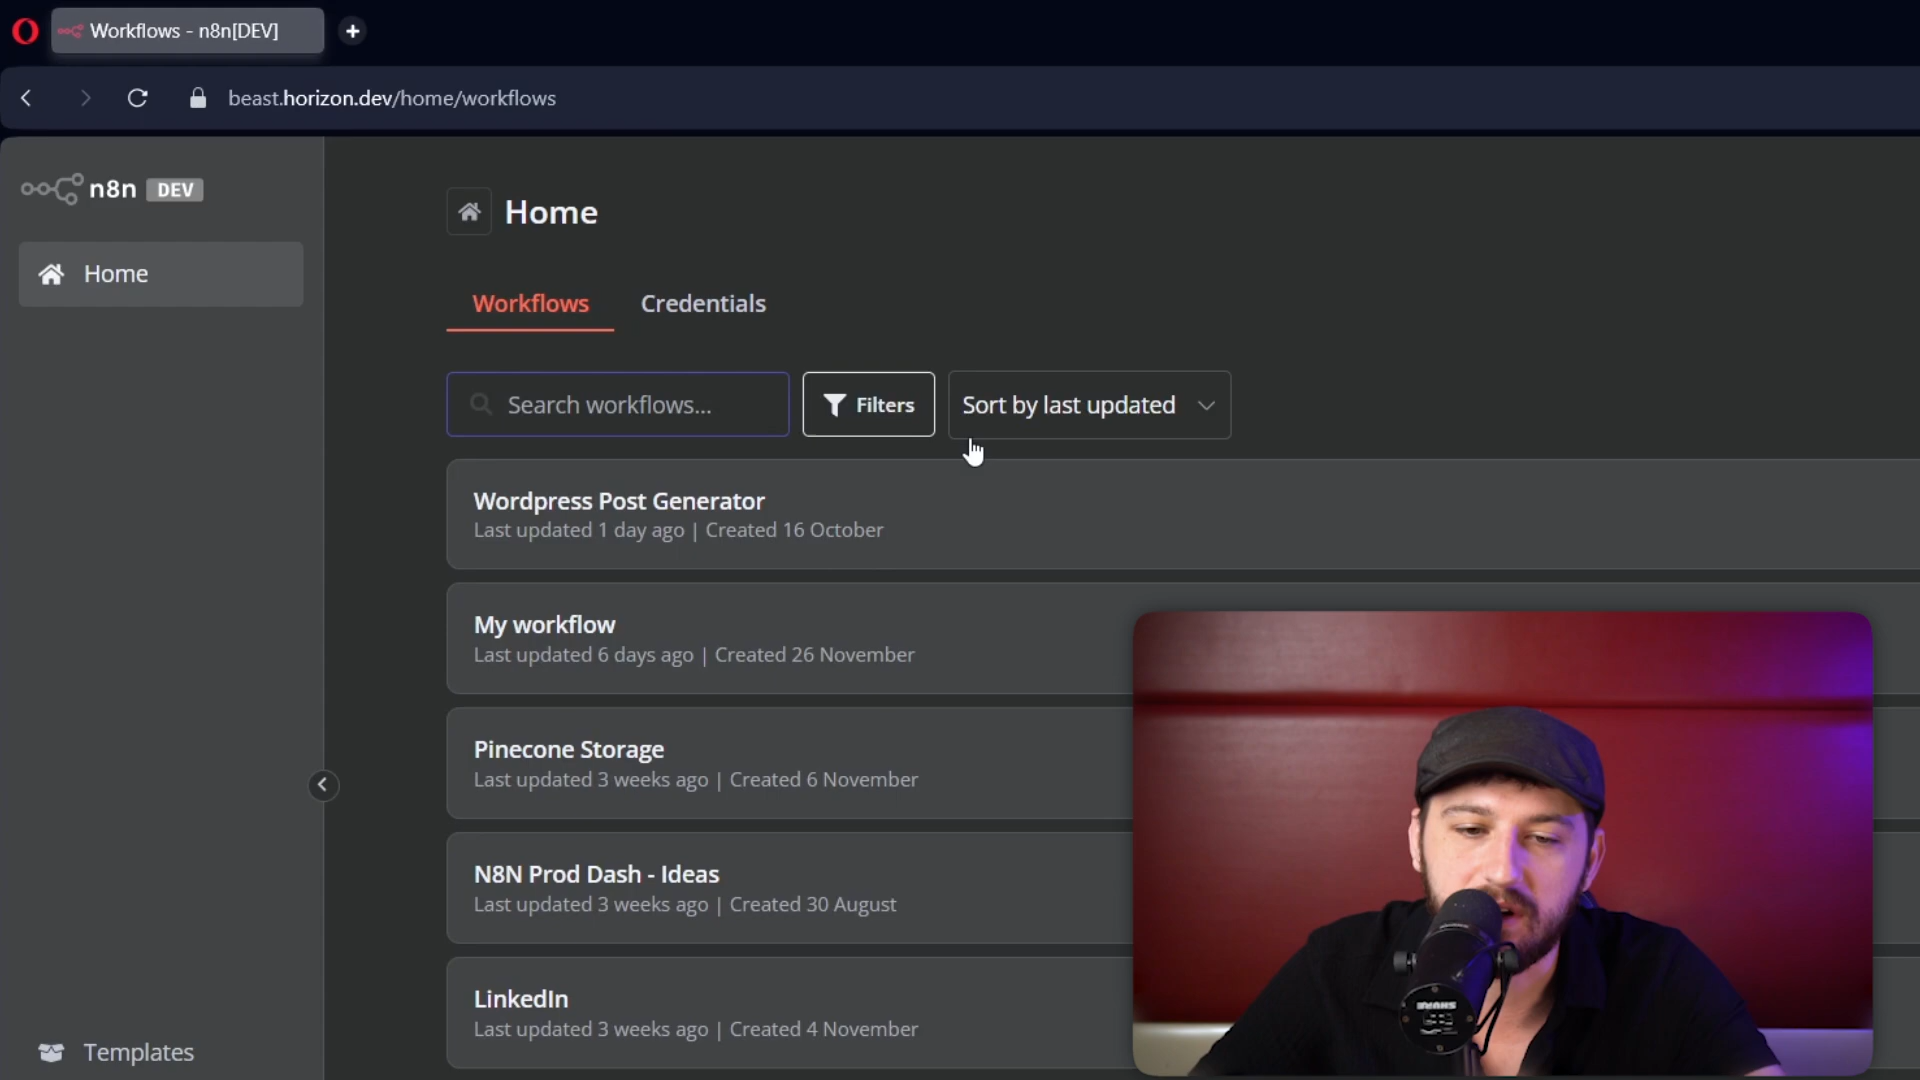 Workflows - n8n[DEV]
beast.horizon.dev/home/workflows
n8n DEV
Home
Home
Workflows Credentials
Search workflows... Filters Sort by last updated
Wordpress Post Generator
Last updated 1 day ago | Created 16 October
My workflow
Last updated 6 days ago | Created 26 November
Pinecone Storage
Last updated 3 weeks ago | Created 6 November
N8N Prod Dash - Ideas
Last updated 3 weeks ago | Created 30 August
LinkedIn
Last updated 3 weeks ago | Created 4 November
Templates